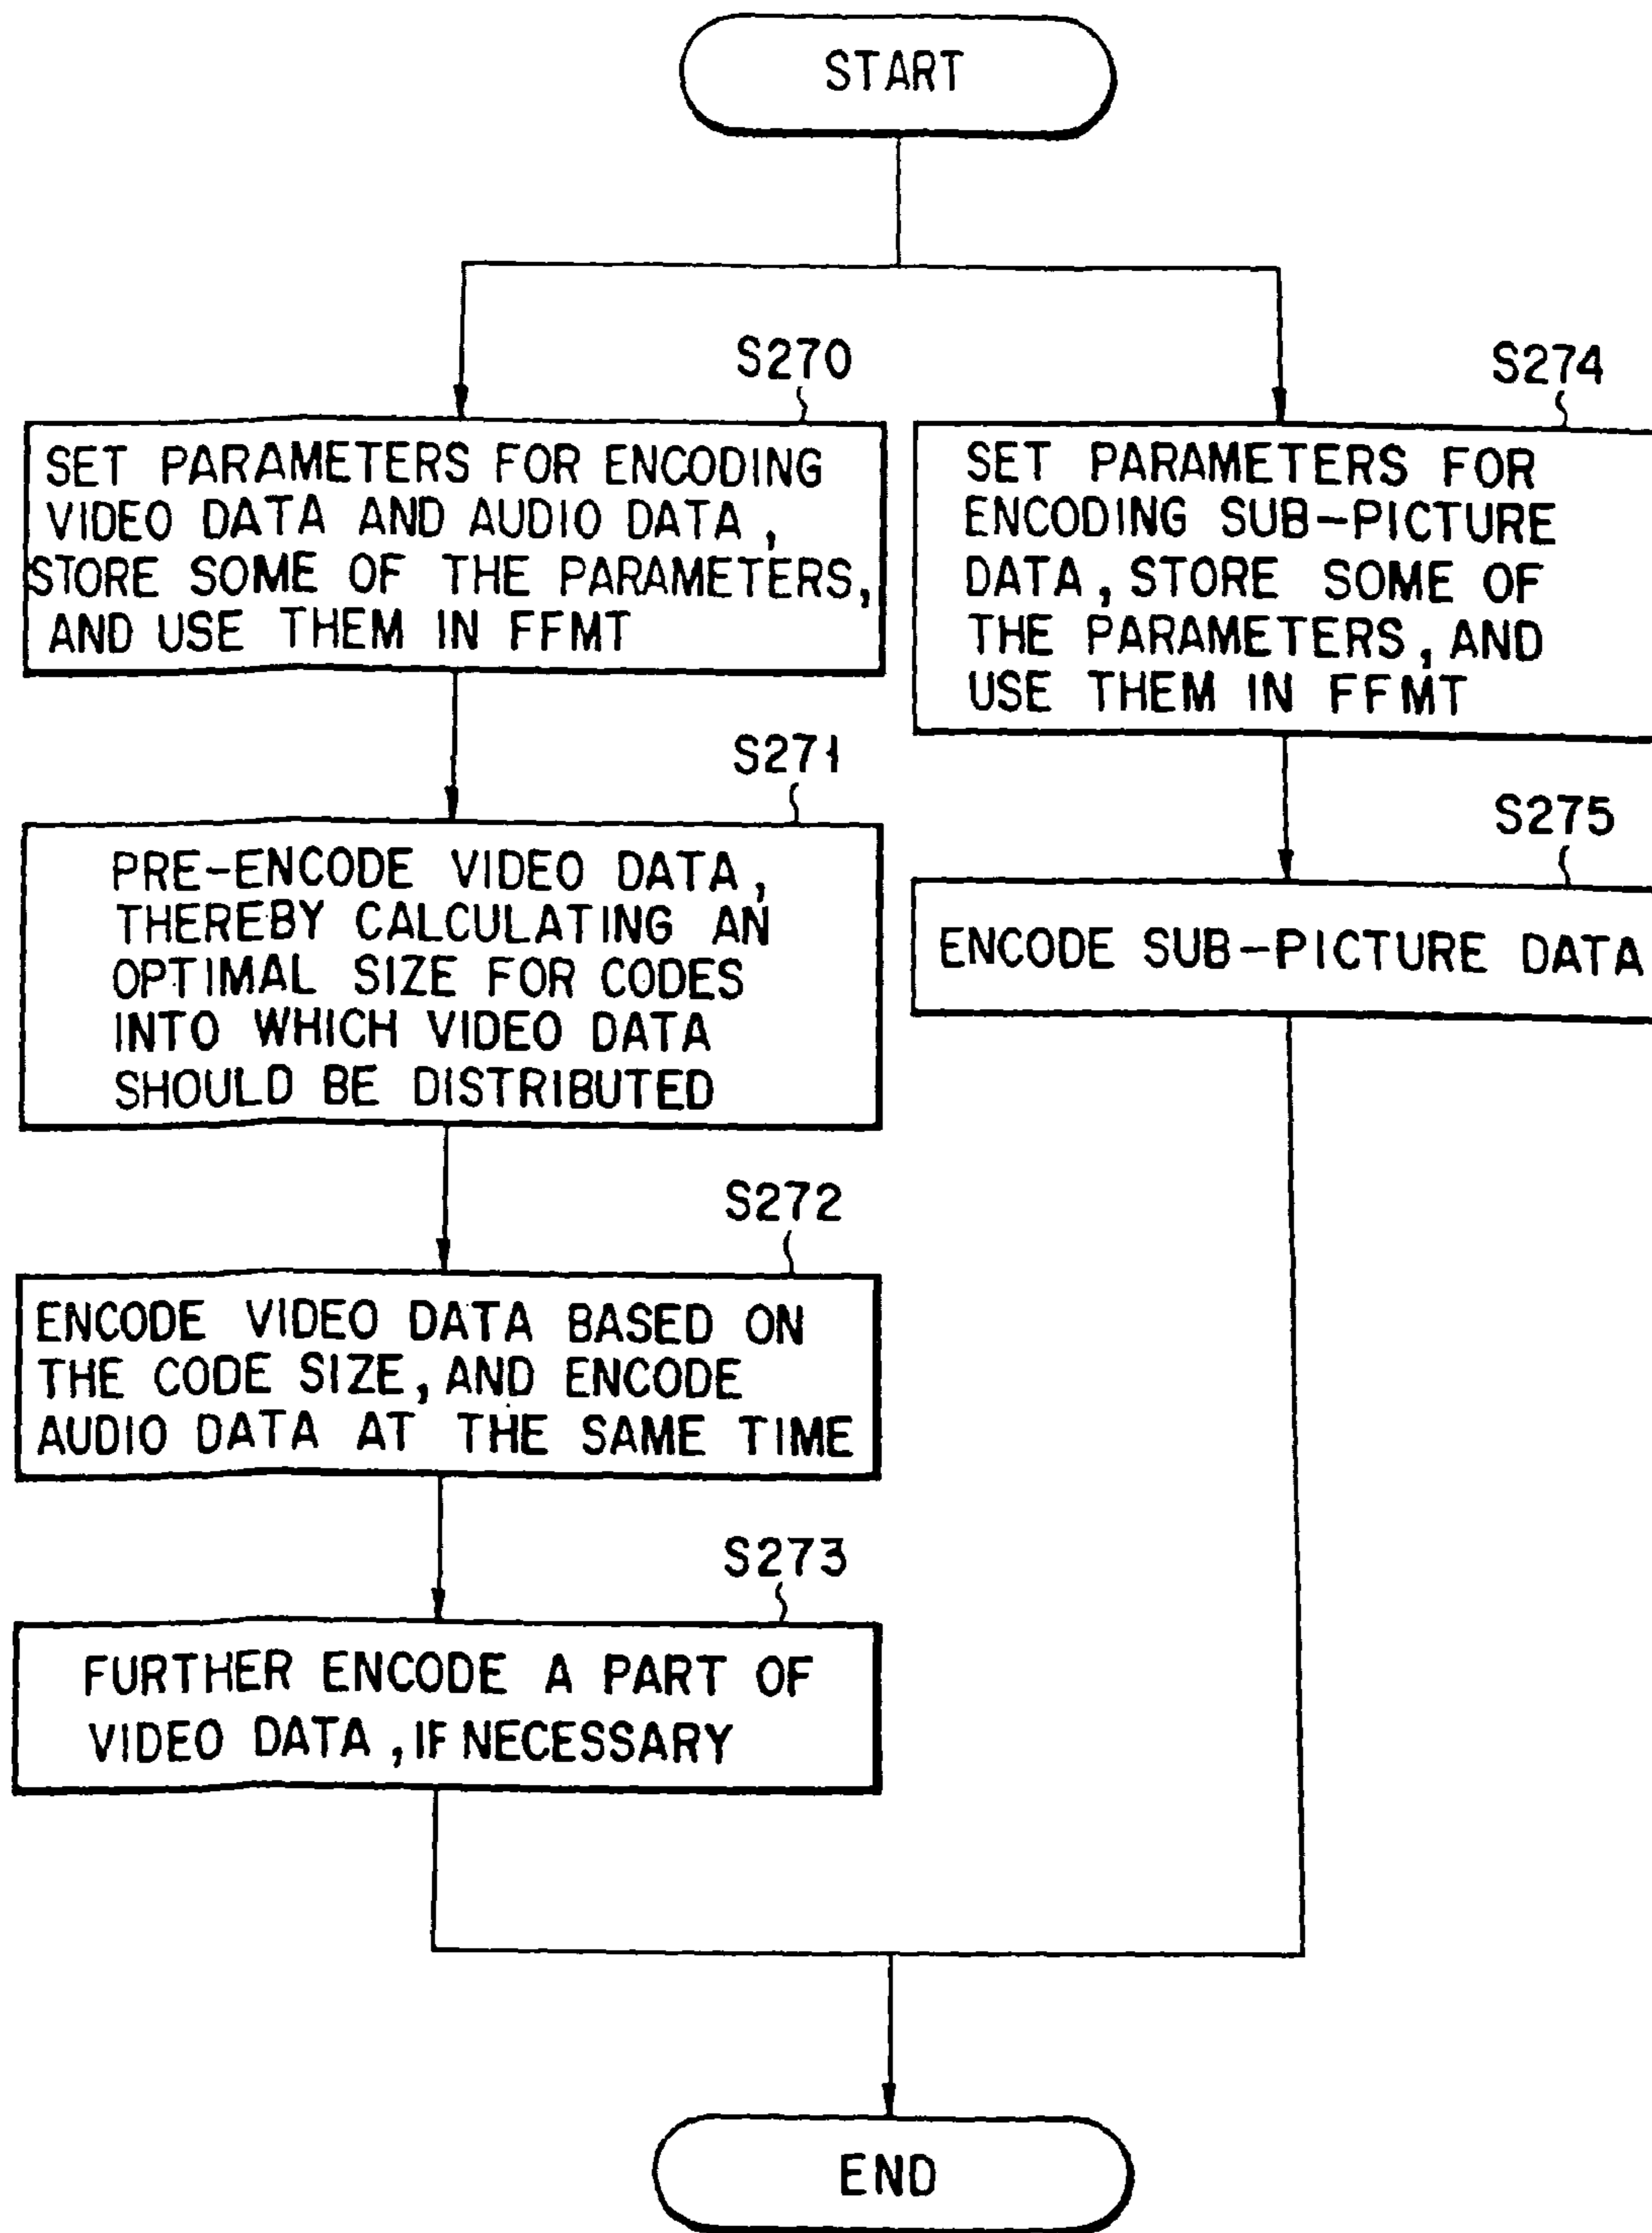 START
S270
SET PARAMETERS FOR ENCODING
VIDEO DATA AND AUDIO DATA,
STORE SOME OF THE PARAMETERS,
AND USE THEM IN FFMT
S271
PRE-ENCODE VIDEO DATA,
THEREBY CALCULATING AN
OPTIMAL SIZE FOR CODES
INTO WHICH VIDEO DATA
SHOULD BE DISTRIBUTED
S272
ENCODE VIDEO DATA BASED ON
THE CODE SIZE, AND ENCODE
AUDIO DATA AT THE SAME TIME
S273
FURTHER ENCODE A PART OF
VIDEO DATA, IF NECESSARY
S274
SET PARAMETERS FOR
ENCODING SUB-PICTURE
DATA, STORE SOME OF
THE PARAMETERS, AND
USE THEM IN FFMT
S275
ENCODE SUB-PICTURE DATA
END